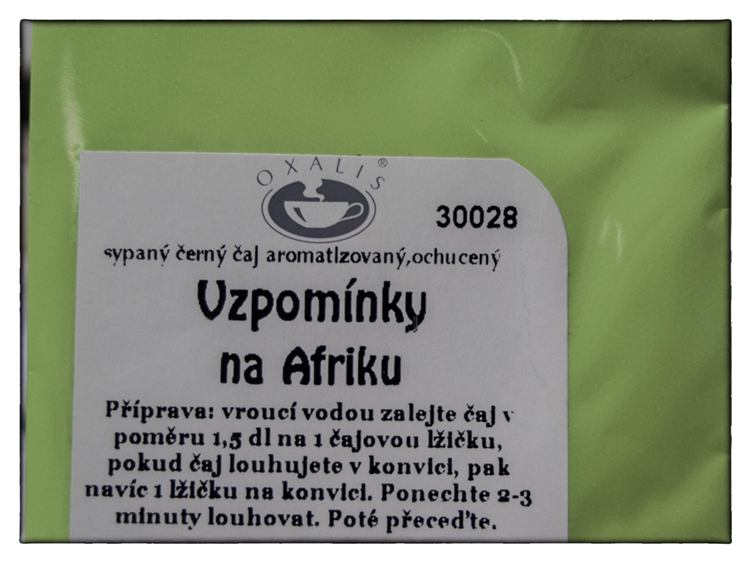 OXALIS®
30028
sypaný černý čaj aromatizovaný,ochucený
Vzpomínky
na Afriku
Příprava: vroucí vodou zalejte čaj v
poměru 1,5 dl na 1 čajovou lžičku,
pokud čaj louhujete v konvici, pak
navíc 1 lžičku na konvici. Ponechte 2-3
minuty louhovat. Poté přeceďte.